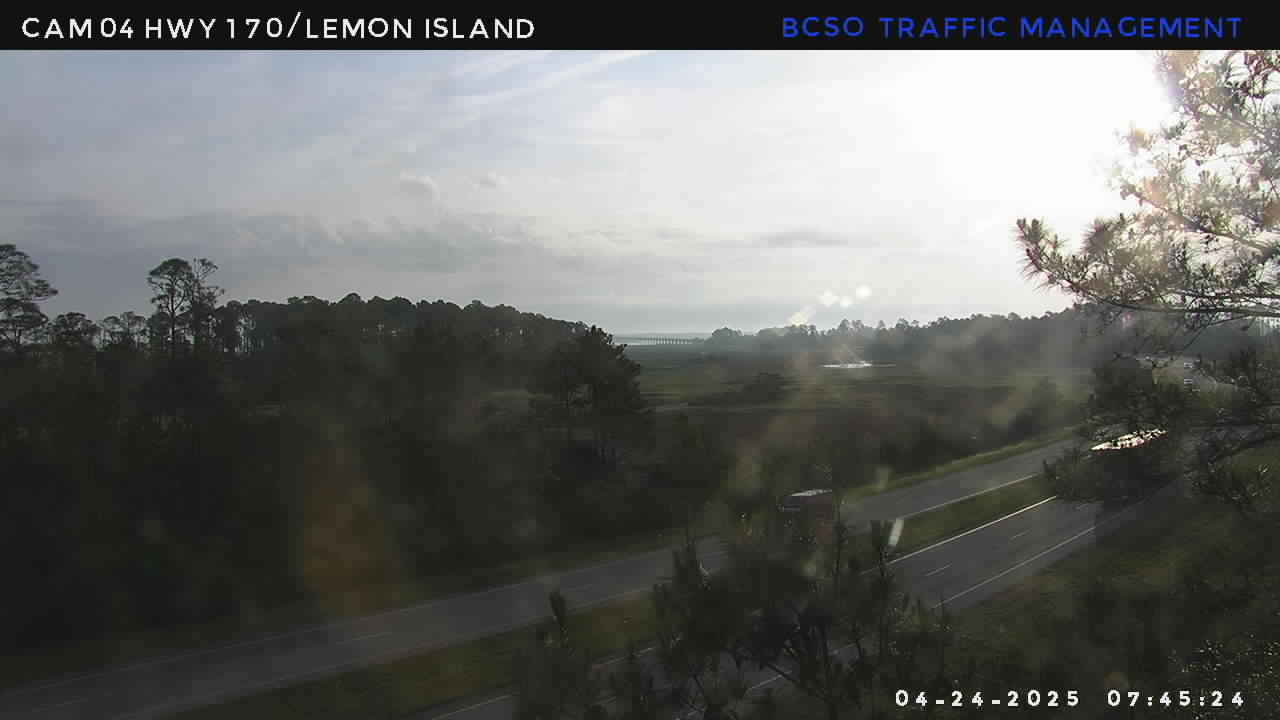 CAM04 HWY 170/LEMON ISLAND
BCSO TRAFFIC MANAGEMENT
04-24-2025 07:45:24